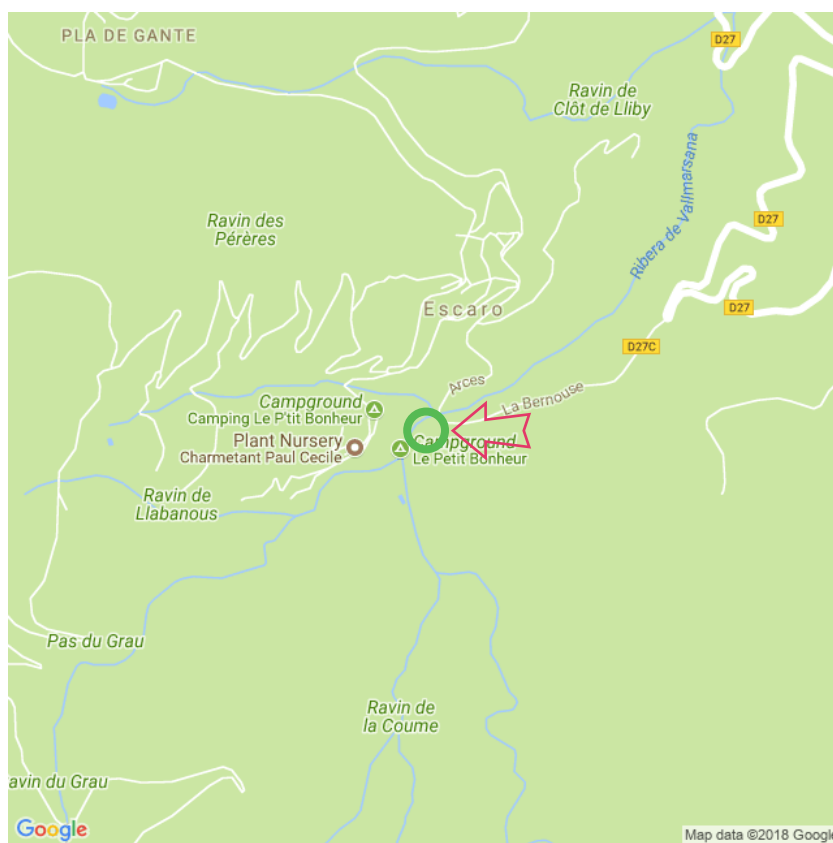 PLA DE GANTE
D27
Ravin de
Clôt de Lliby
Ribera de Vallmarsana
Ravin des
Pérères
D27
Escaro
D27
D27C
Arces
La Bernouse
Campground
Camping Le P'tit Bonheur
Plant Nursery
Charmetant Paul Cecile
Campground
Le Petit Bonheur
Ravin de
Llabanous
Pas du Grau
Ravin de
la Coume
avin du Grau
Google
Map data ©2018 Google